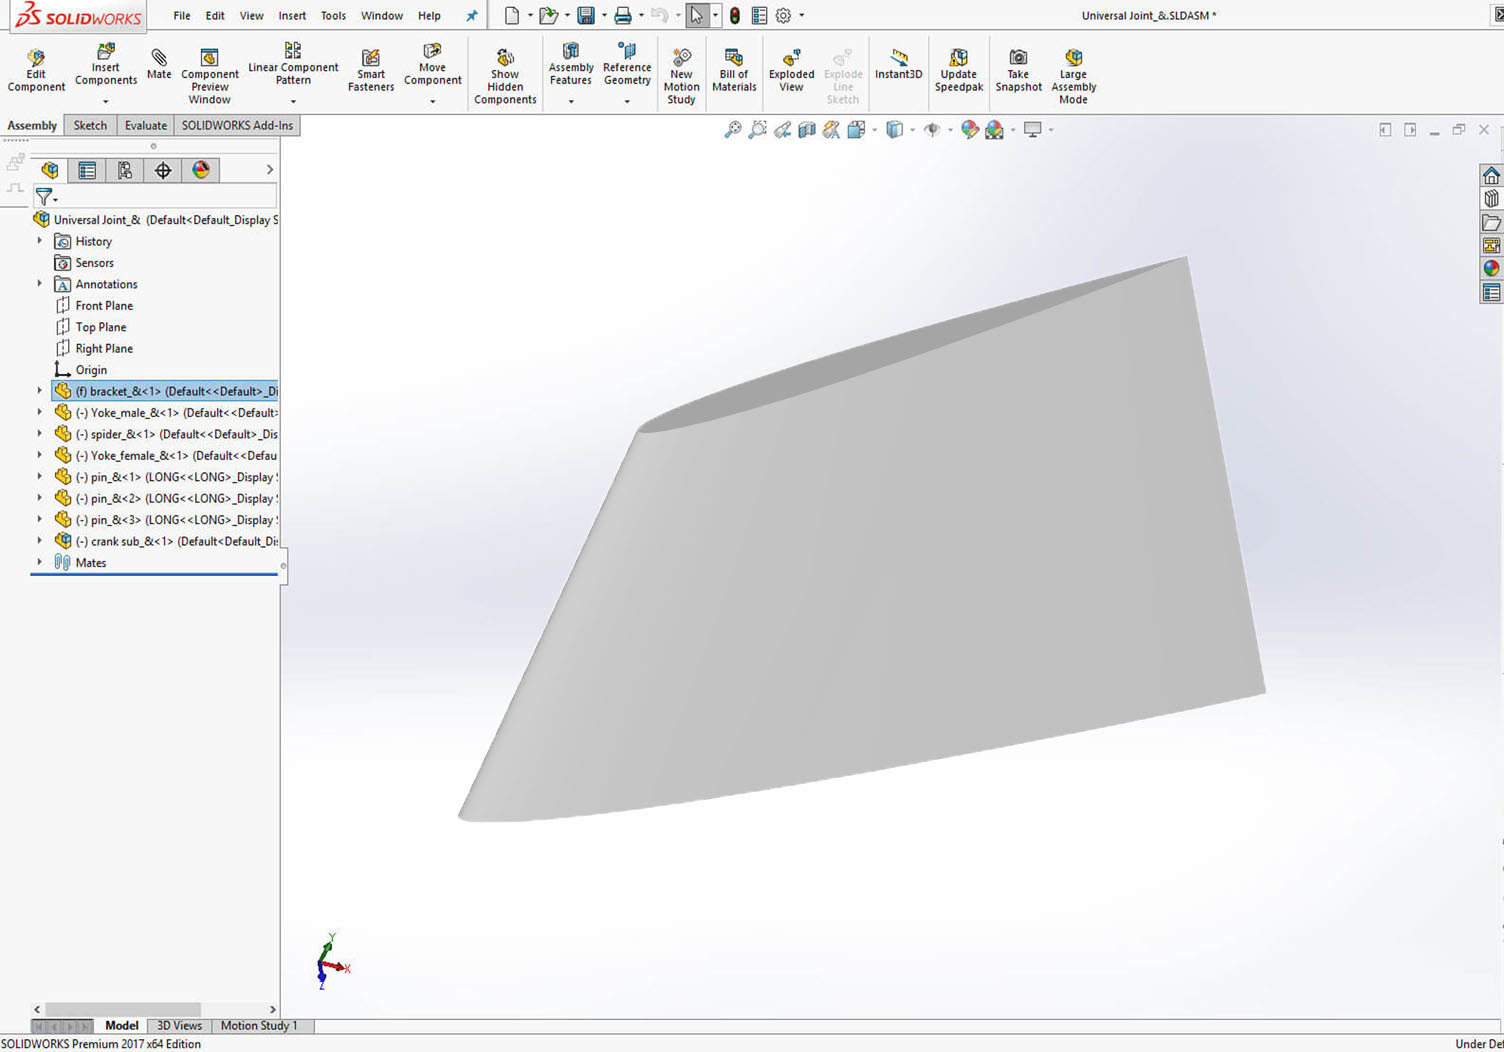 SOLIDWORKS File Edit View Insert Tools Window Help Universal Joint_&.SLDASM *
Edit Component
Insert Components
Mate
Component Preview Window
Linear Component Pattern
Smart Fasteners
Move Component
Show Hidden Components
Assembly Features
Reference Geometry
New Motion Study
Bill of Materials
Exploded View
Explode Line Sketch
Instant3D
Update Speedpak
Take Snapshot
Large Assembly Mode
Assembly Sketch Evaluate SOLIDWORKS Add-Ins
Universal Joint_& (Default<Default_Display S
History
Sensors
A Annotations
Front Plane
Top Plane
Right Plane
Origin
(f) bracket_&<1> (Default<<Default>_Di
(-) Yoke_male_&<1> (Default<<Default>
(-) spider_&<1> (Default<<Default>_Dis
(-) Yoke_female_&<1> (Default<<Defau
(-) pin_&<1> (LONG<<LONG>_Display
(-) pin_&<2> (LONG<<LONG>_Display
(-) pin_&<3> (LONG<<LONG>_Display
(-) crank sub_&<1> (Default<Default_Di
Mates
Y
X
Z
Model 3D Views Motion Study 1
SOLIDWORKS Premium 2017 x64 Edition Under Def